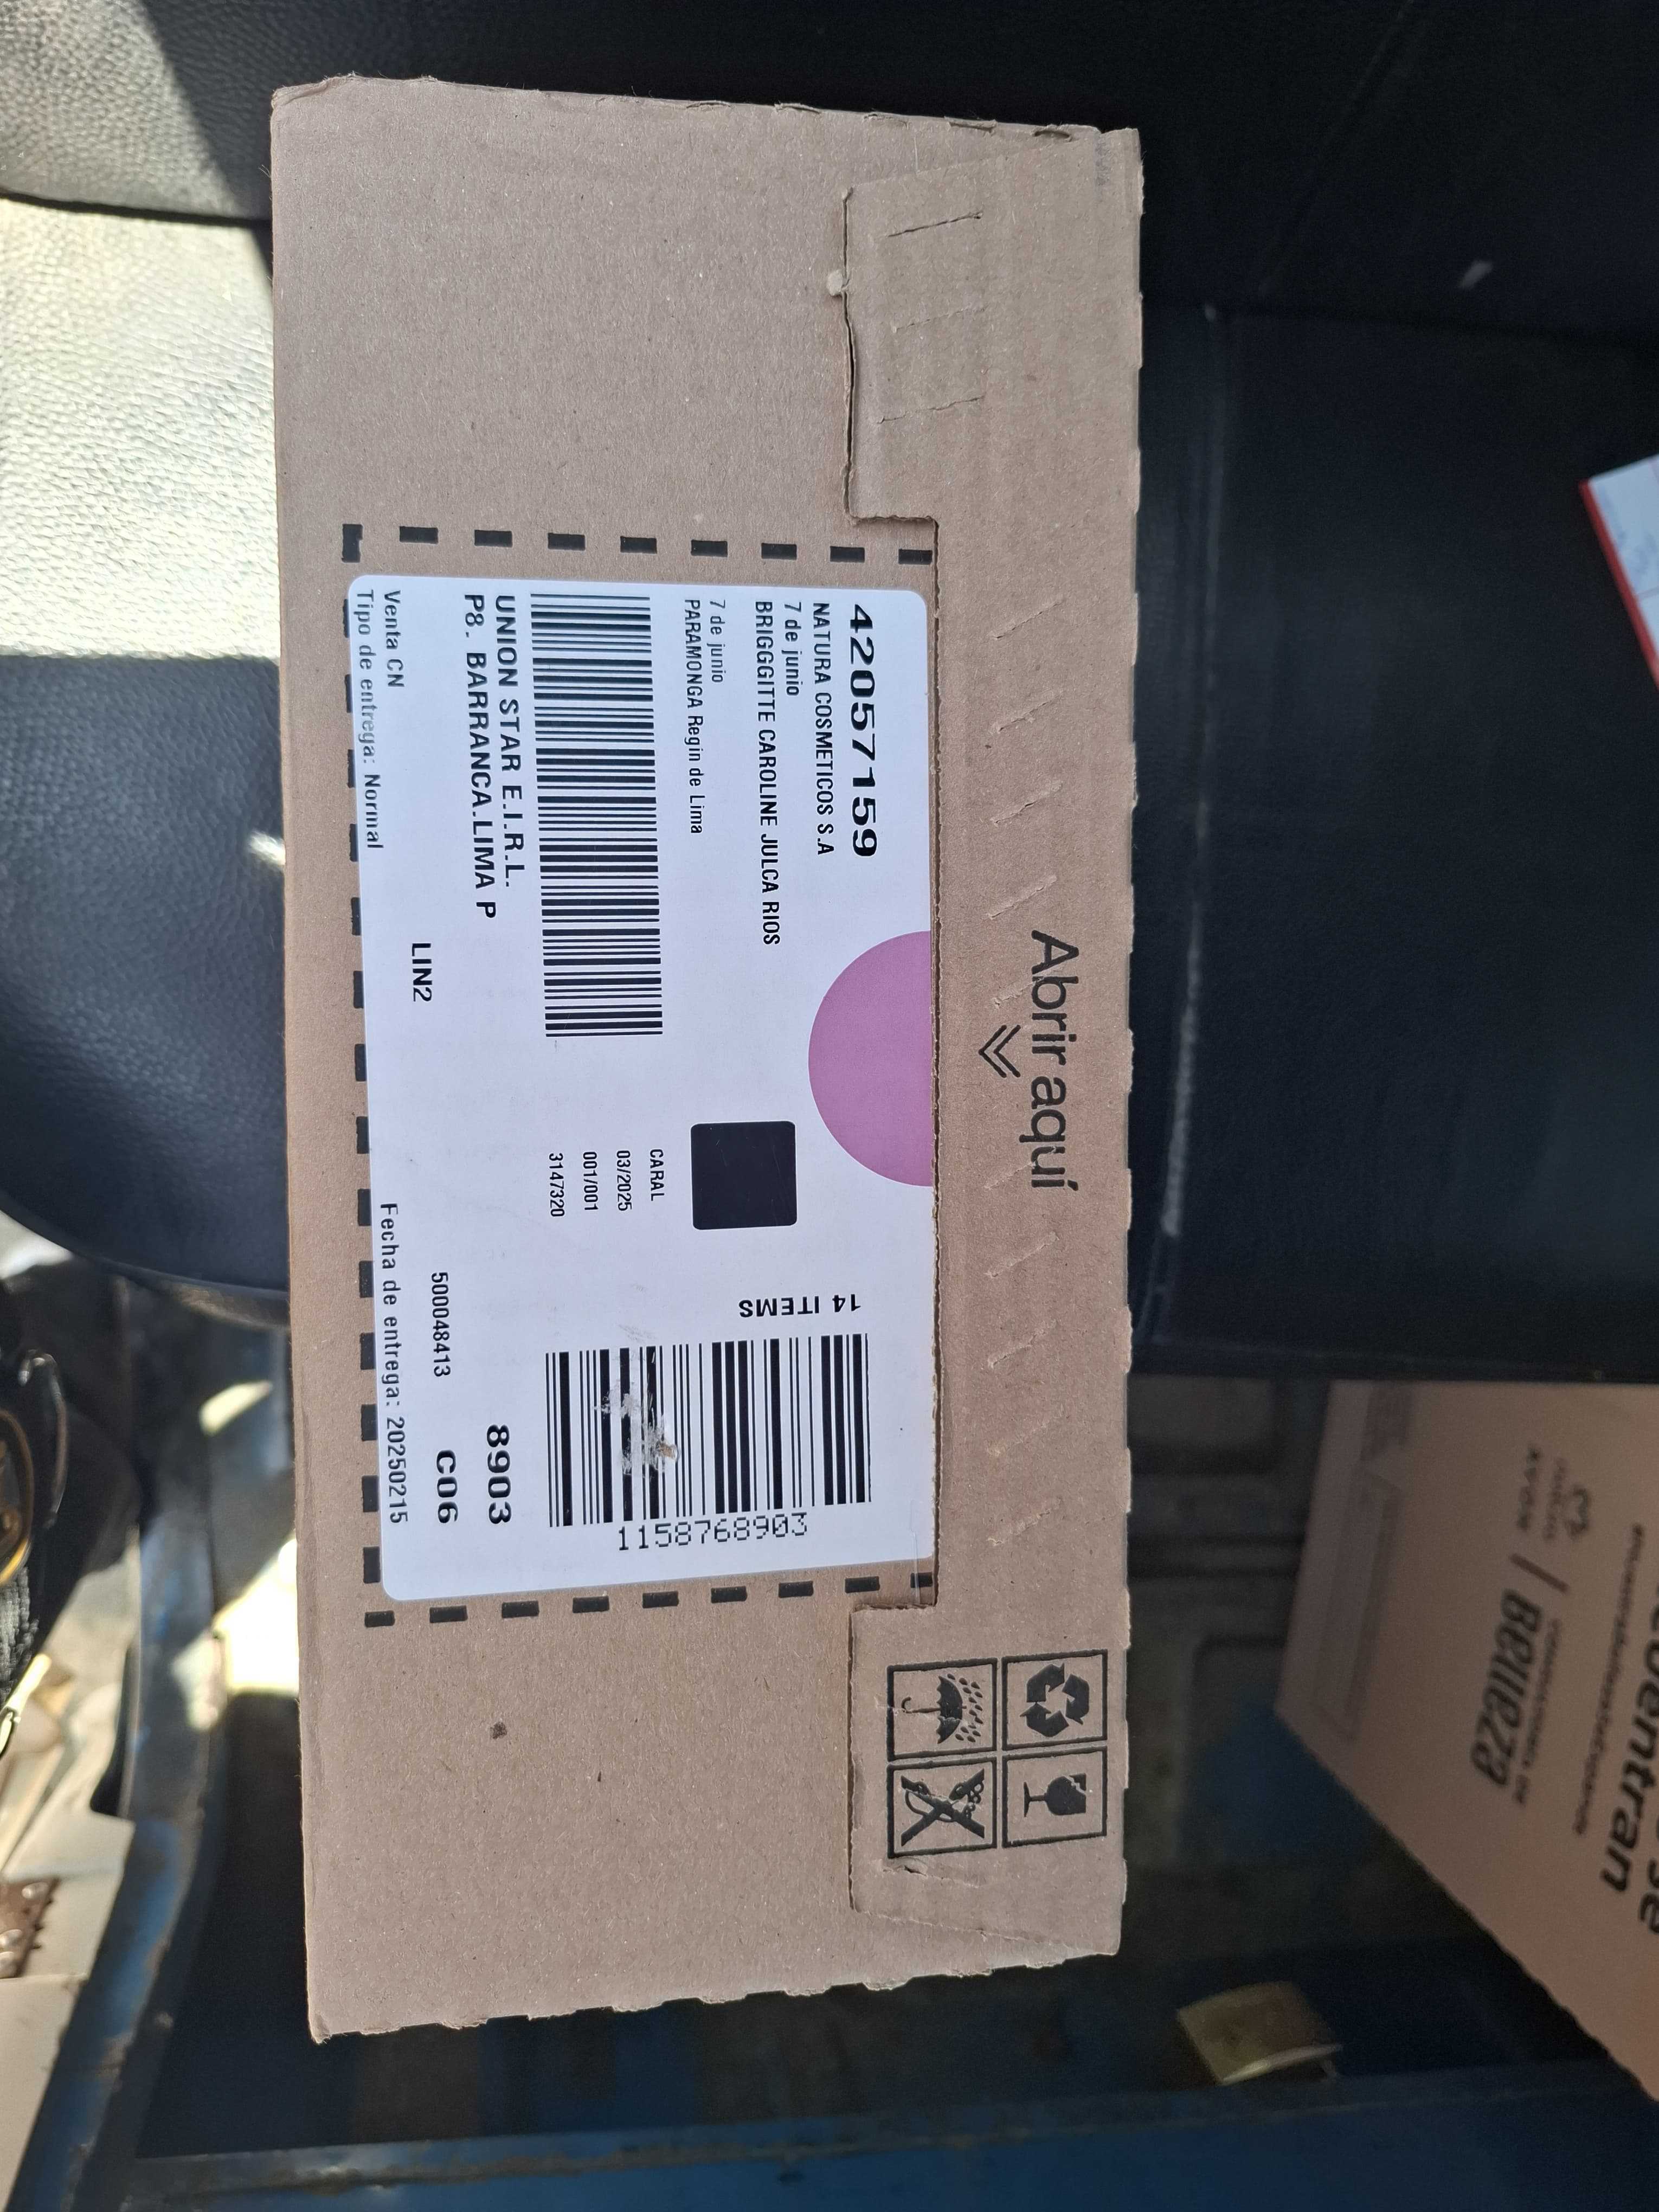 Abrir aquí
42057159
NATURA COSMETICOS S.A
7 de junio
BRIGGGITTE CAROLINE JULCA RIOS
7 de junio
PARAMONGA Regin de Lima
UNION STAR E.I.R.L.
P8. BARRANCA.LIMA P
LIN2
Venta CN
Tipo de entrega: Normal
CARAL
03/2025
001/001
3147320
14 ITEMS
1158768903
8903
500048413 C06
Fecha de entrega: 20250215
Belleza